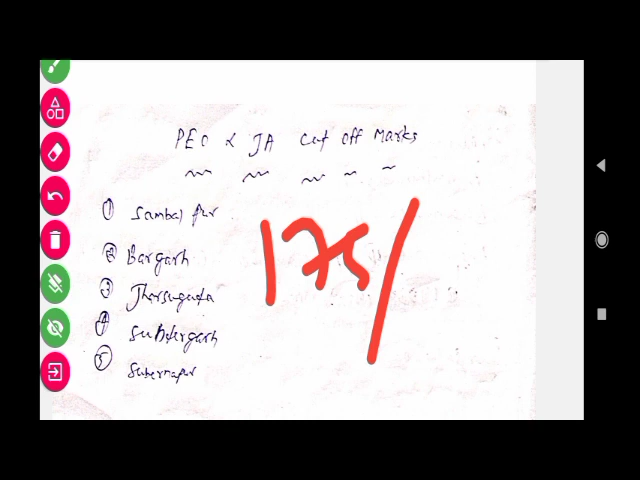 PEO & JA Cut off Marks
① Sambalpur
② Bargarh
③ Jharsuguda
④ Sundergarh
⑤ Subernapur
175/